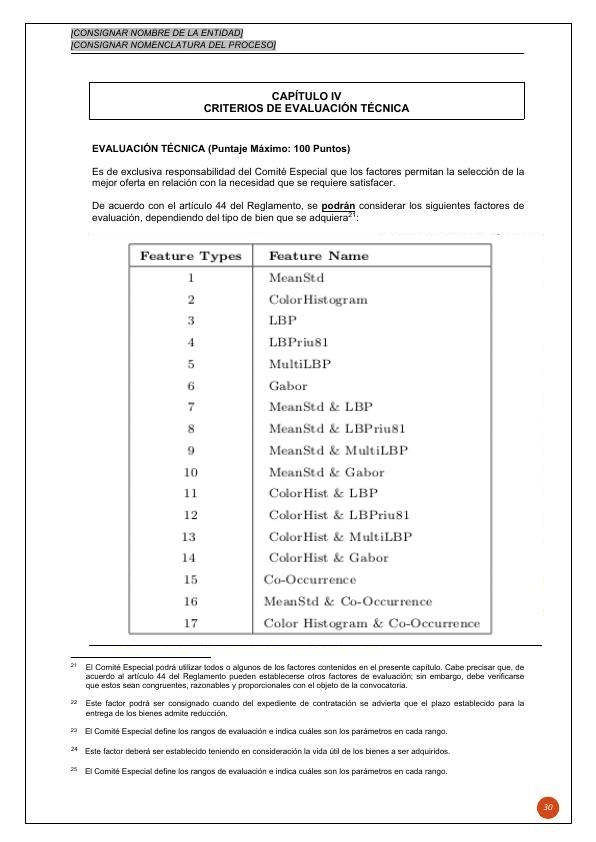 [CONSIGNAR NOMBRE DE LA ENTIDAD]
[CONSIGNAR NOMENCLATURA DEL PROCESO]
CAPÍTULO IV
CRITERIOS DE EVALUACIÓN TÉCNICA
EVALUACIÓN TÉCNICA (Puntaje Máximo: 100 Puntos)
Es de exclusiva responsabilidad del Comité Especial que los factores permitan la selección de la
mejor oferta en relación con la necesidad que se requiere satisfacer.
De acuerdo con el artículo 44 del Reglamento, se podrán considerar los siguientes factores de
evaluación, dependiendo del tipo de bien que se adquiera21:
Feature Types Feature Name
1 MeanStd
2 ColorHistogram
3 LBP
4 LBPriu81
5 MultiLBP
6 Gabor
7 MeanStd & LBP
8 MeanStd & LBPriu81
9 MeanStd & MultiLBP
10 MeanStd & Gabor
11 ColorHist & LBP
12 ColorHist & LBPriu81
13 ColorHist & MultiLBP
14 ColorHist & Gabor
15 Co-Occurrence
16 MeanStd & Co-Occurrence
17 Color Histogram & Co-Occurrence
21 El Comité Especial podrá utilizar todos o algunos de los factores contenidos en el presente capítulo. Cabe precisar que, de
acuerdo al artículo 44 del Reglamento pueden establecerse otros factores de evaluación; sin embargo, debe verificarse
que estos sean congruentes, razonables y proporcionales con el objeto de la convocatoria.
22 Este factor podrá ser consignado cuando del expediente de contratación se advierta que el plazo establecido para la
entrega de los bienes admite reducción.
23 El Comité Especial define los rangos de evaluación e indica cuáles son los parámetros en cada rango.
24 Este factor deberá ser establecido teniendo en consideración la vida útil de los bienes a ser adquiridos.
25 El Comité Especial define los rangos de evaluación e indica cuáles son los parámetros en cada rango.
30